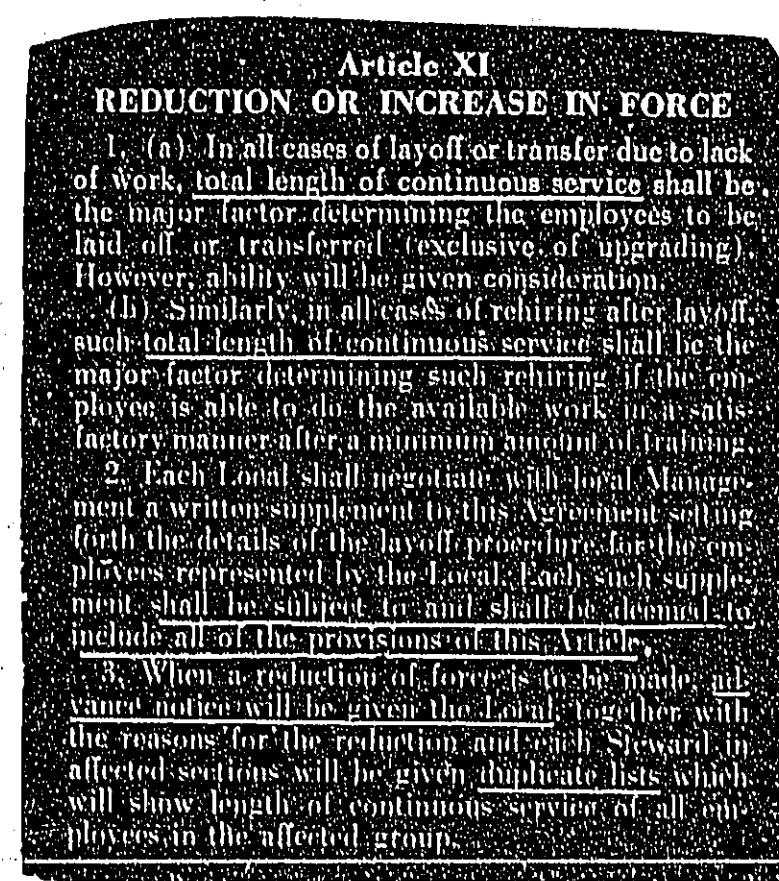 Article XI
REDUCTION OR INCREASE IN FORCE
1. (a) In all cases of layoff or transfer due to lack
of work, total length of continuous service shall be
the major factor determining the employees to be
laid off or transferred (exclusive of upgrading).
However, ability will be given consideration.
(b) Similarly, in all cases of rehiring after layoff,
such total length of continuous service shall be the
major factor determining such rehiring if the em-
ployee is able to do the available work in a satis-
factory manner after a minimum amount of training.
2. Each Local shall negotiate with local Manage-
ment a written supplement to this Agreement setting
forth the details of the layoff procedure for the em-
ployees represented by the Local. Each such supple-
ment shall be subject to and shall be deemed to
include all of the provisions of this Article.
3. When a reduction of force is to be made, ad-
vance notice will be given the Local, together with
the reasons for the reduction and each Steward in
affected sections will be given duplicate lists which
will show length of continuous service of all em-
ployees in the affected group.